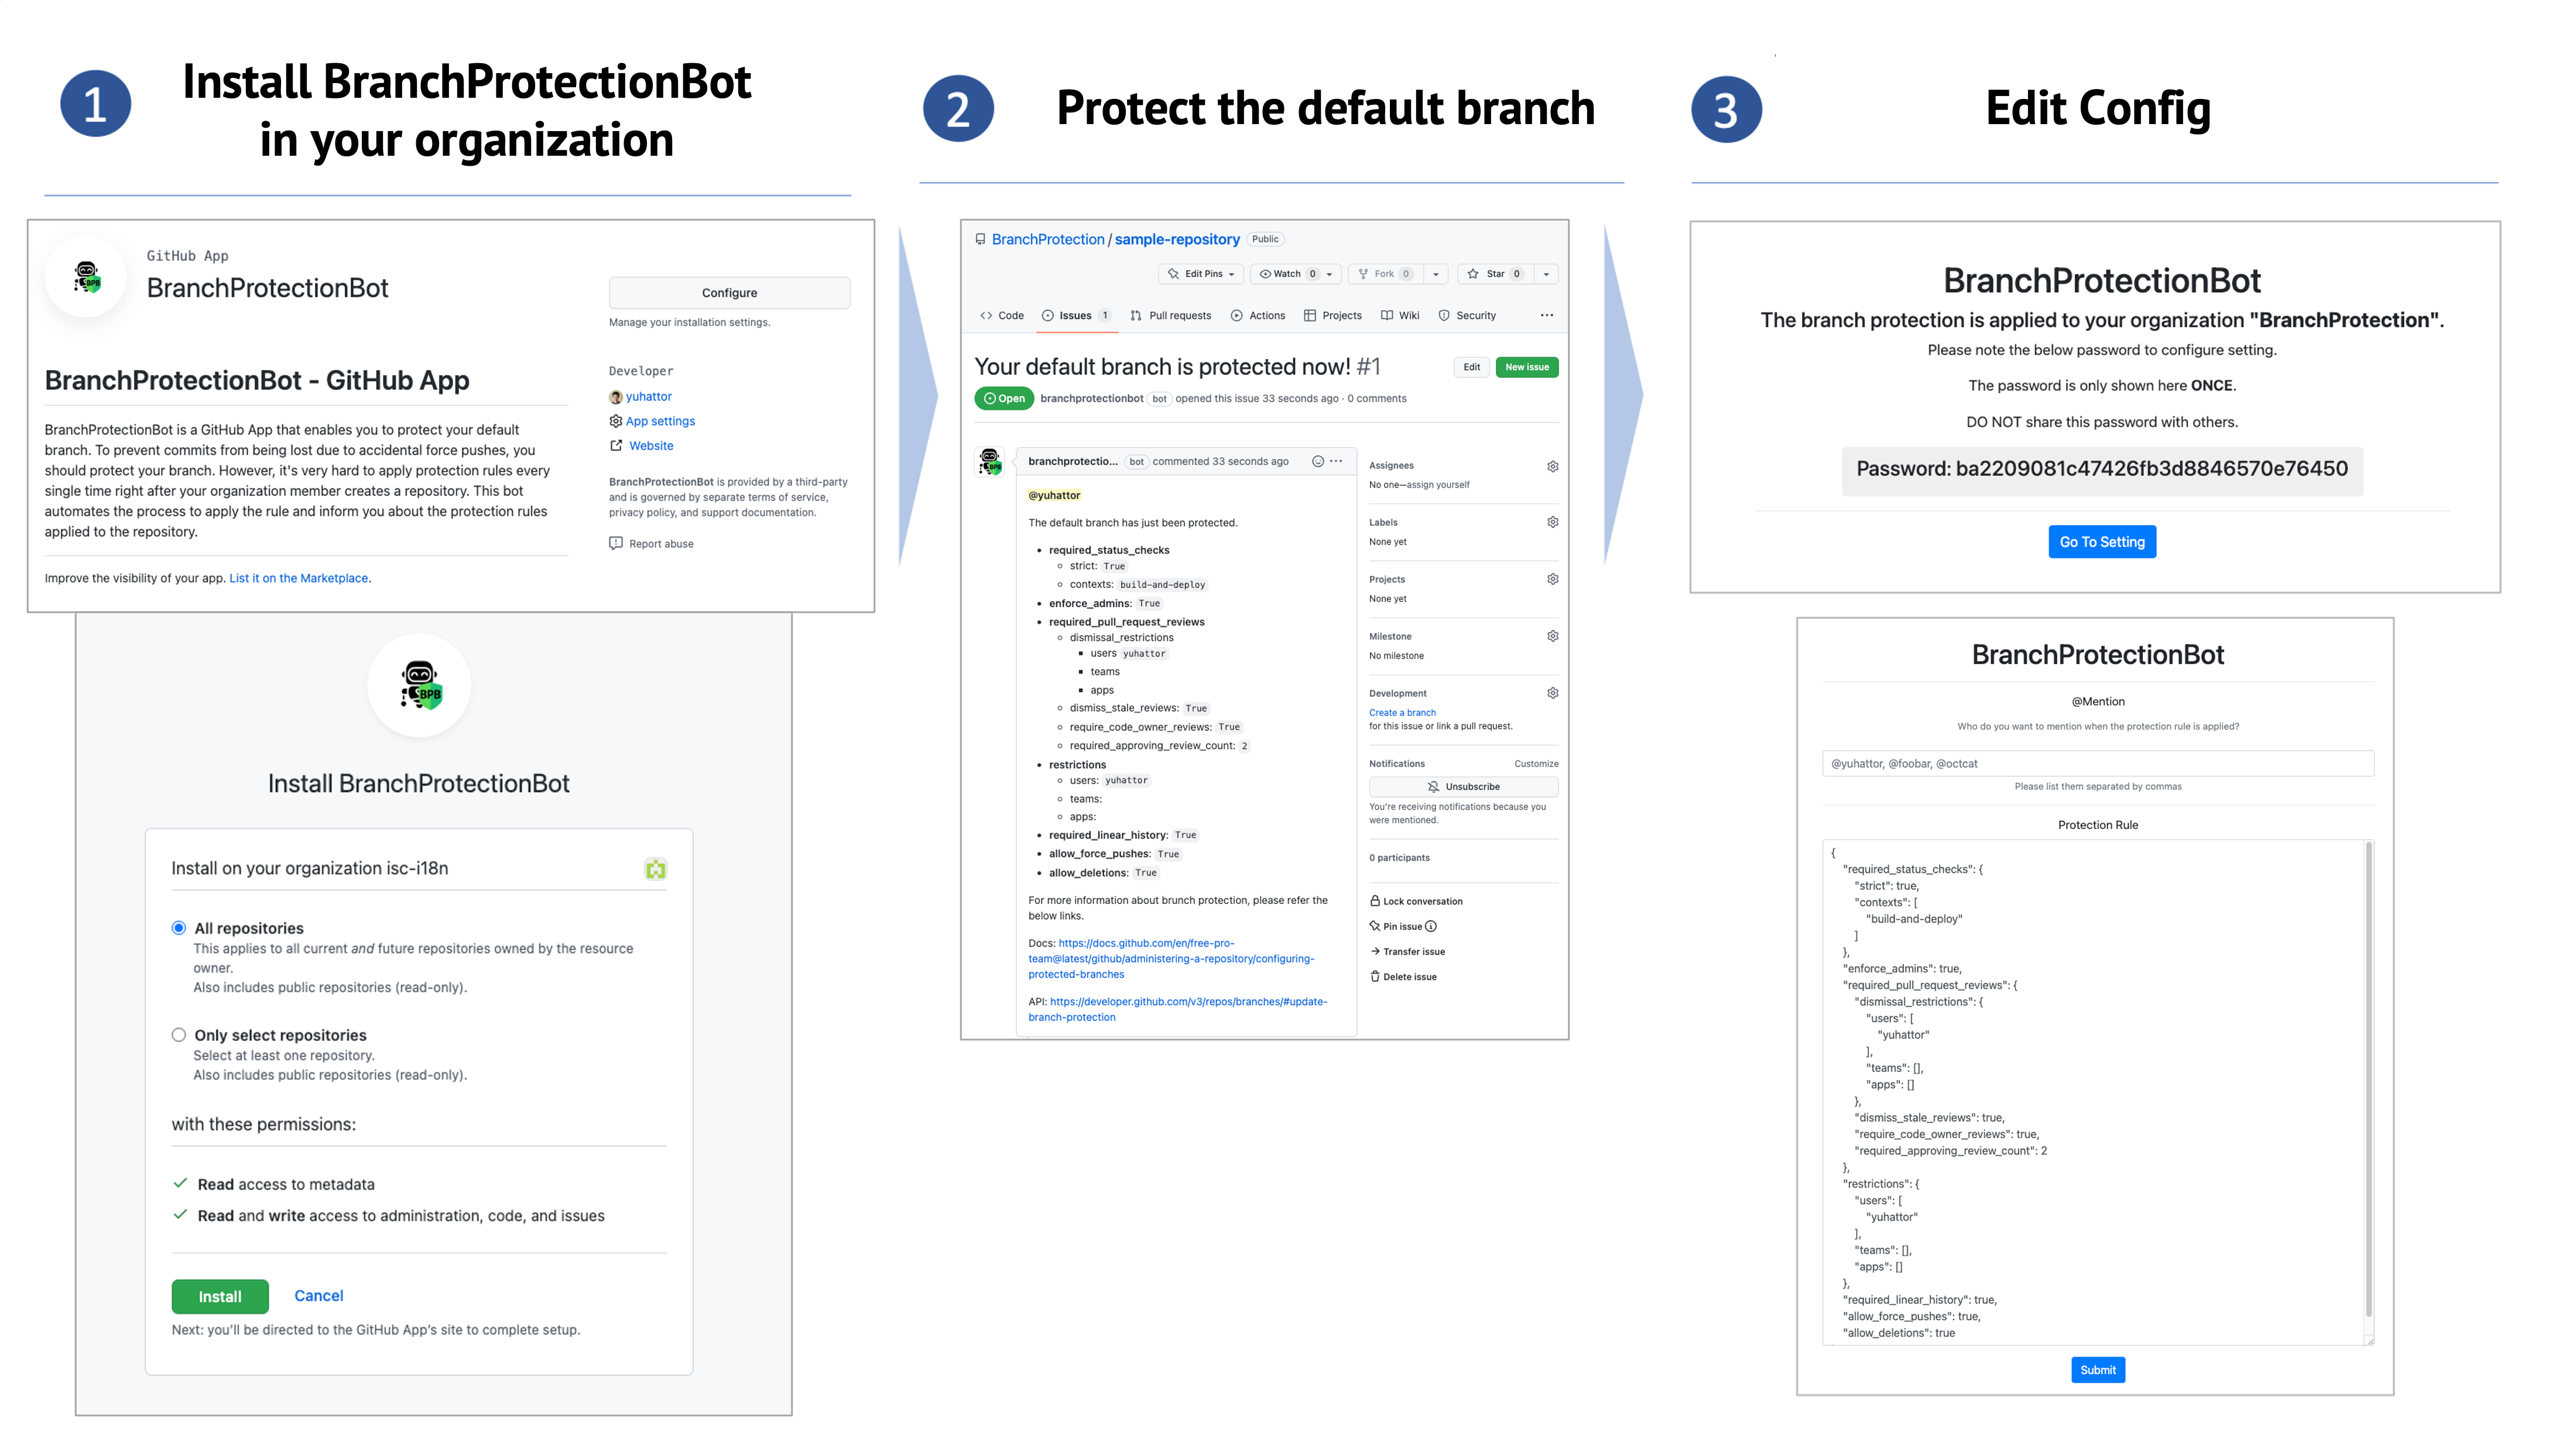 1
Install BranchProtectionBot
in your organization
GitHub App
BranchProtectionBot
Configure
Manage your installation settings.
BranchProtectionBot - GitHub App
BranchProtectionBot is a GitHub App that enables you to protect your default
branch. To prevent commits from being lost due to accidental force pushes, you
should protect your branch. However, it's very hard to apply protection rules every
single time right after your organization member creates a repository. This bot
automates the process to apply the rule and inform you about the protection rules
applied to the repository.
Improve the visibility of your app. List it on the Marketplace.
Developer
yuhattor
App settings
Website
BranchProtectionBot is provided by a third-party
and is governed by separate terms of service,
privacy policy, and support documentation.
Report abuse
BPB
Install BranchProtectionBot
Install on your organization isc-i18n
All repositories
This applies to all current and future repositories owned by the resource
owner.
Also includes public repositories (read-only).
Only select repositories
Select at least one repository.
Also includes public repositories (read-only).
with these permissions:
Read access to metadata
Read and write access to administration, code, and issues
Install Cancel
Next: you'll be directed to the GitHub App's site to complete setup.
2
Protect the default branch
BranchProtection / sample-repository Public
Edit Pins Watch 0 Fork 0 Star 0
Code Issues 1 Pull requests Actions Projects Wiki Security
Your default branch is protected now! #1
Edit New issue
Open branchprotectionbot bot opened this issue 33 seconds ago · 0 comments
branchprotectio... bot commented 33 seconds ago
@yuhattor
The default branch has just been protected.
• required_status_checks
strict: True
contexts: build-and-deploy
• enforce_admins: True
• required_pull_request_reviews
dismissal_restrictions
users yuhattor
teams
apps
dismiss_stale_reviews: True
require_code_owner_reviews: True
required_approving_review_count: 2
• restrictions
users: yuhattor
teams:
apps:
• required_linear_history: True
• allow_force_pushes: True
• allow_deletions: True
For more information about brunch protection, please refer the
below links.
Docs: https://docs.github.com/en/free-pro-
team@latest/github/administering-a-repository/configuring-
protected-branches
API: https://developer.github.com/v3/repos/branches/#update-
branch-protection
Assignees
No one—assign yourself
Labels
None yet
Projects
None yet
Milestone
No milestone
Development
Create a branch
for this issue or link a pull request.
Notifications Customize
Unsubscribe
You're receiving notifications because you
were mentioned.
0 participants
Lock conversation
Pin issue
Transfer issue
Delete issue
3
Edit Config
BranchProtectionBot
The branch protection is applied to your organization "BranchProtection".
Please note the below password to configure setting.
The password is only shown here ONCE.
DO NOT share this password with others.
Password: ba2209081c47426fb3d8846570e76450
Go To Setting
BranchProtectionBot
@Mention
Who do you want to mention when the protection rule is applied?
@yuhattor, @foobar, @octcat
Please list them separated by commas
Protection Rule
{
"required_status_checks": {
"strict": true,
"contexts": [
"build-and-deploy"
]
},
"enforce_admins": true,
"required_pull_request_reviews": {
"dismissal_restrictions": {
"users": [
"yuhattor"
],
"teams": [],
"apps": []
},
"dismiss_stale_reviews": true,
"require_code_owner_reviews": true,
"required_approving_review_count": 2
},
"restrictions": {
"users": [
"yuhattor"
],
"teams": [],
"apps": []
},
"required_linear_history": true,
"allow_force_pushes": true,
"allow_deletions": true
Submit